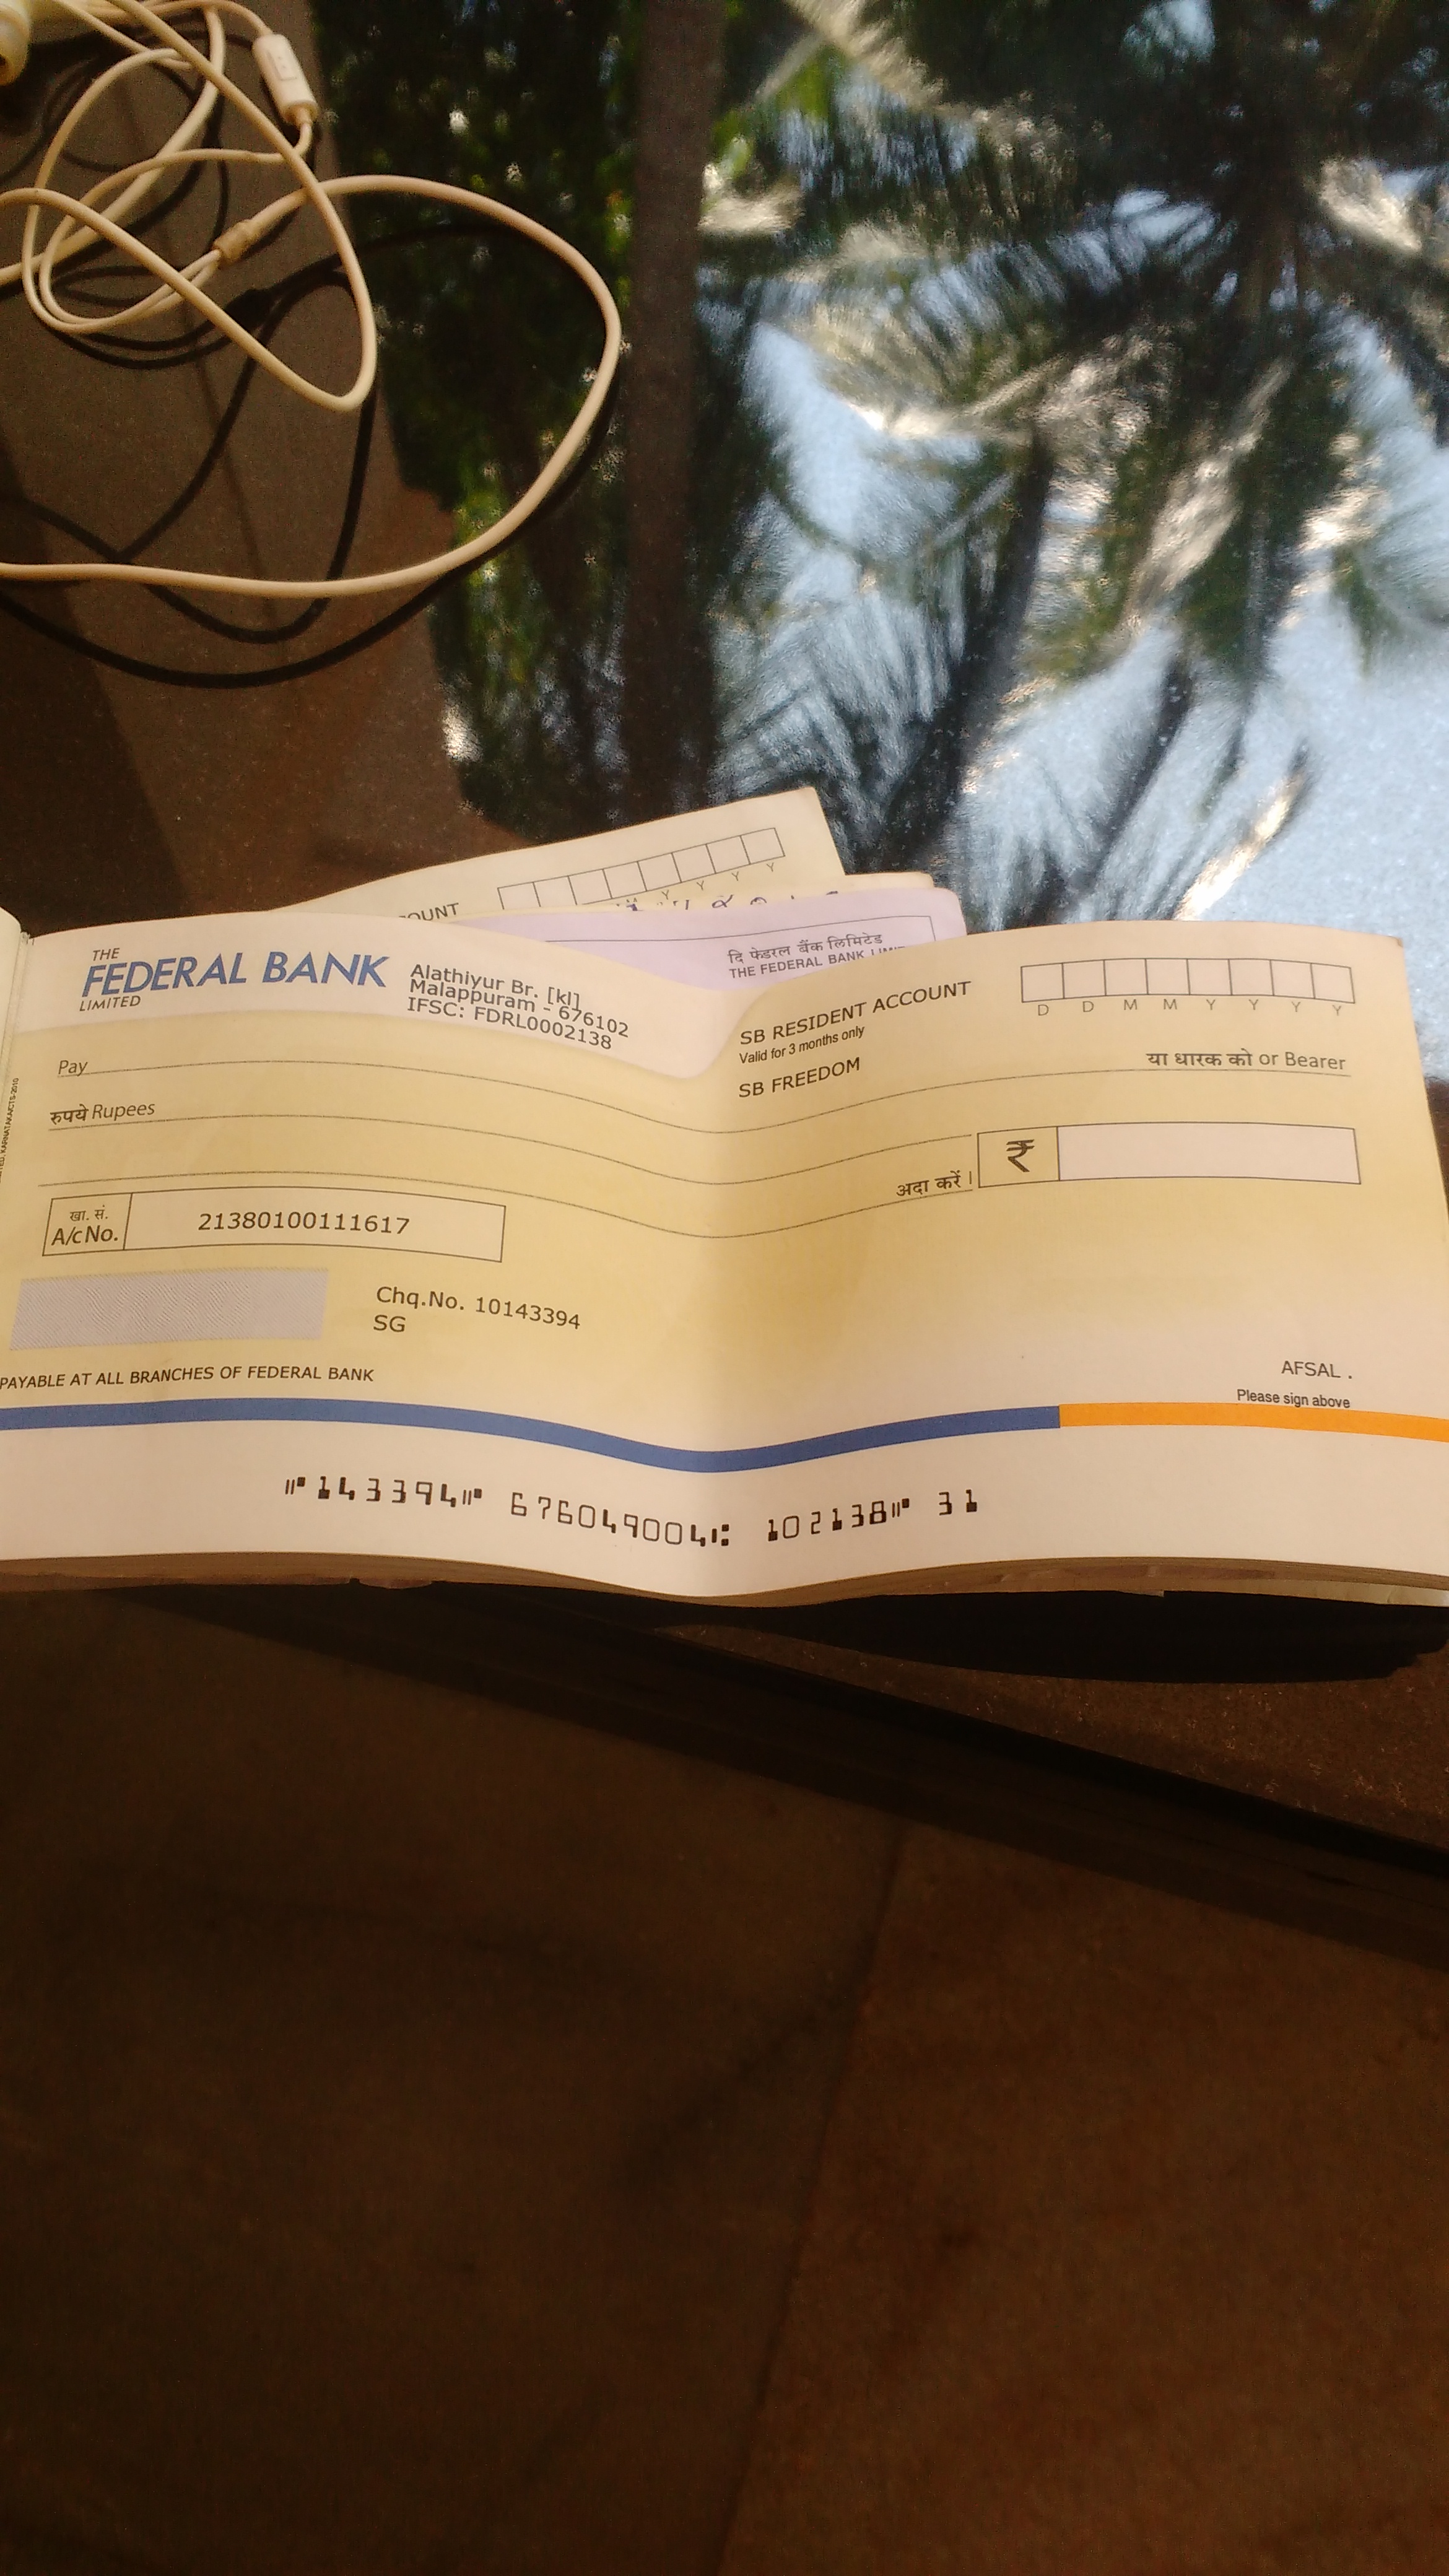 OUNT
Y Y Y Y
दि फेडरल बैंक लिमिटेड
THE FEDERAL BANK
THE
FEDERAL BANK
LIMITED
Alathiyur Br. [kl]
Malappuram - 676102
IFSC: FDRL0002138
SB RESIDENT ACCOUNT
Valid for 3 months only
SB FREEDOM
D D M M Y Y Y Y
Pay
या धारक को or Bearer
रुपये Rupees
अदा करें।
₹
खा. सं.
A/c No.
21380100111617
Chq.No. 10143394
SG
PAYABLE AT ALL BRANCHES OF FEDERAL BANK
AFSAL .
Please sign above
⑈143394⑈ 676049004⑆ 102138⑈ 31